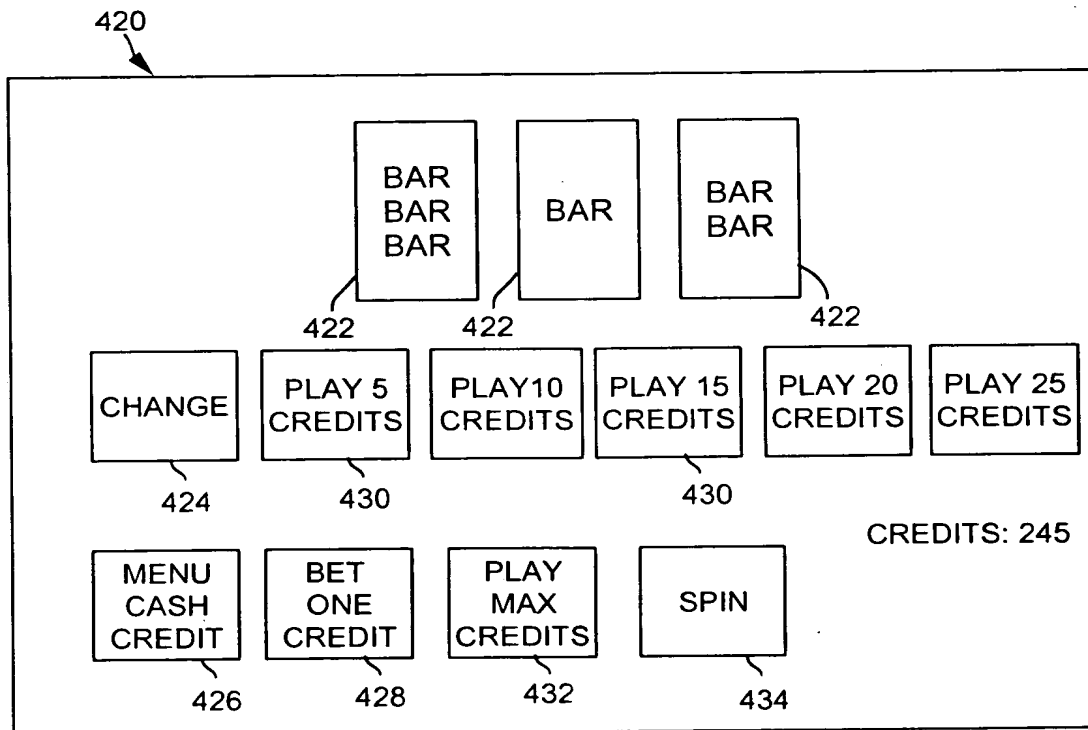 420
BAR
BAR
BAR
BAR
BAR
BAR
422
422
422
CHANGE
PLAY 5
CREDITS
PLAY10
CREDITS
PLAY 15
CREDITS
PLAY 20
CREDITS
PLAY 25
CREDITS
424
430
430
CREDITS: 245
MENU
CASH
CREDIT
BET
ONE
CREDIT
PLAY
MAX
CREDITS
SPIN
426
428
432
434